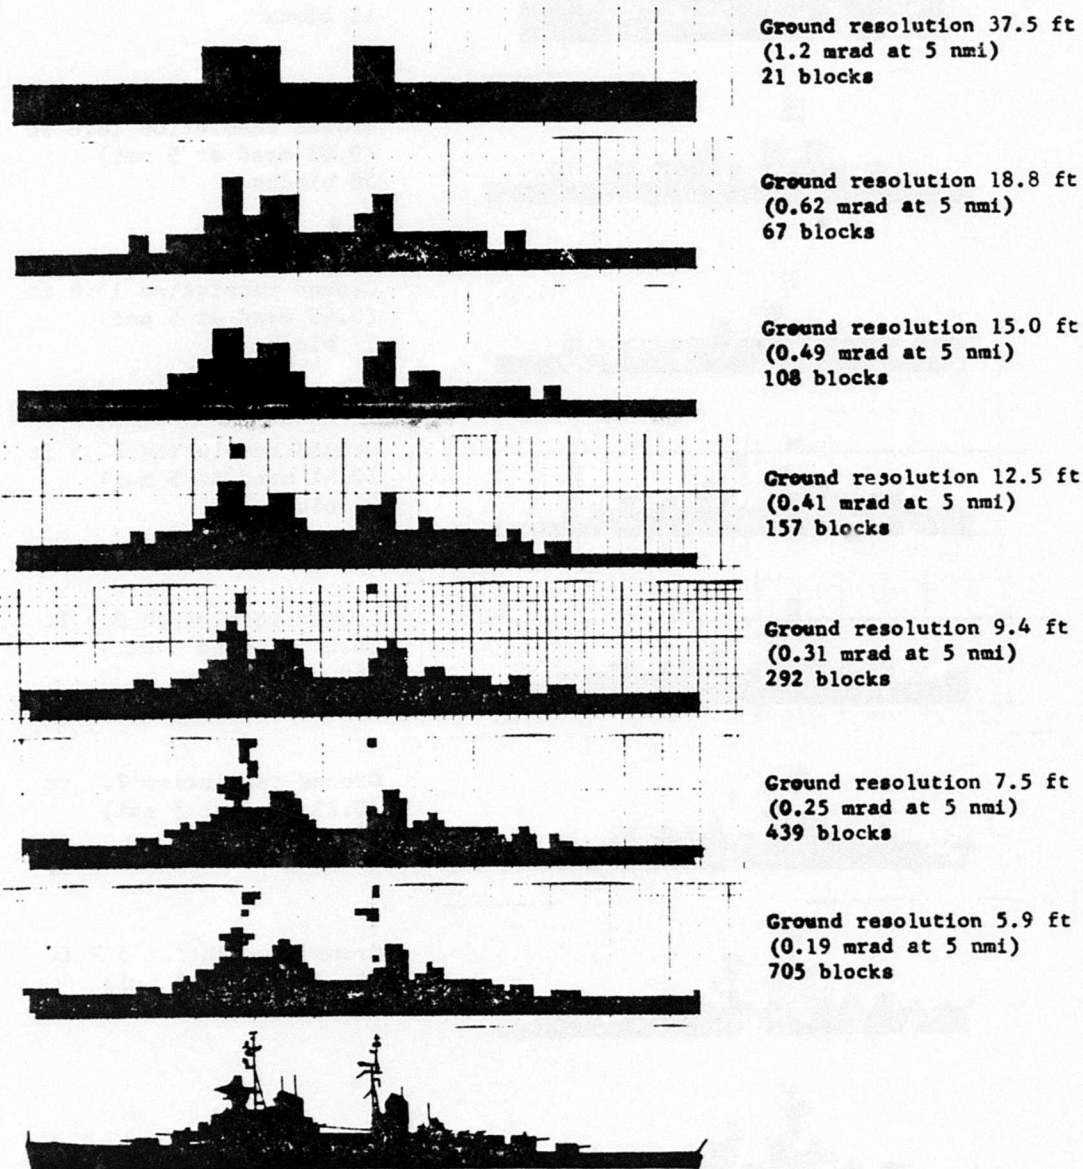 Ground resolution 37.5 ft
(1.2 mrad at 5 nmi)
21 blocks
Ground resolution 18.8 ft
(0.62 mrad at 5 nmi)
67 blocks
Ground resolution 15.0 ft
(0.49 mrad at 5 nmi)
108 blocks
Ground resolution 12.5 ft
(0.41 mrad at 5 nmi)
157 blocks
Ground resolution 9.4 ft
(0.31 mrad at 5 nmi)
292 blocks
Ground resolution 7.5 ft
(0.25 mrad at 5 nmi)
439 blocks
Ground resolution 5.9 ft
(0.19 mrad at 5 nmi)
705 blocks